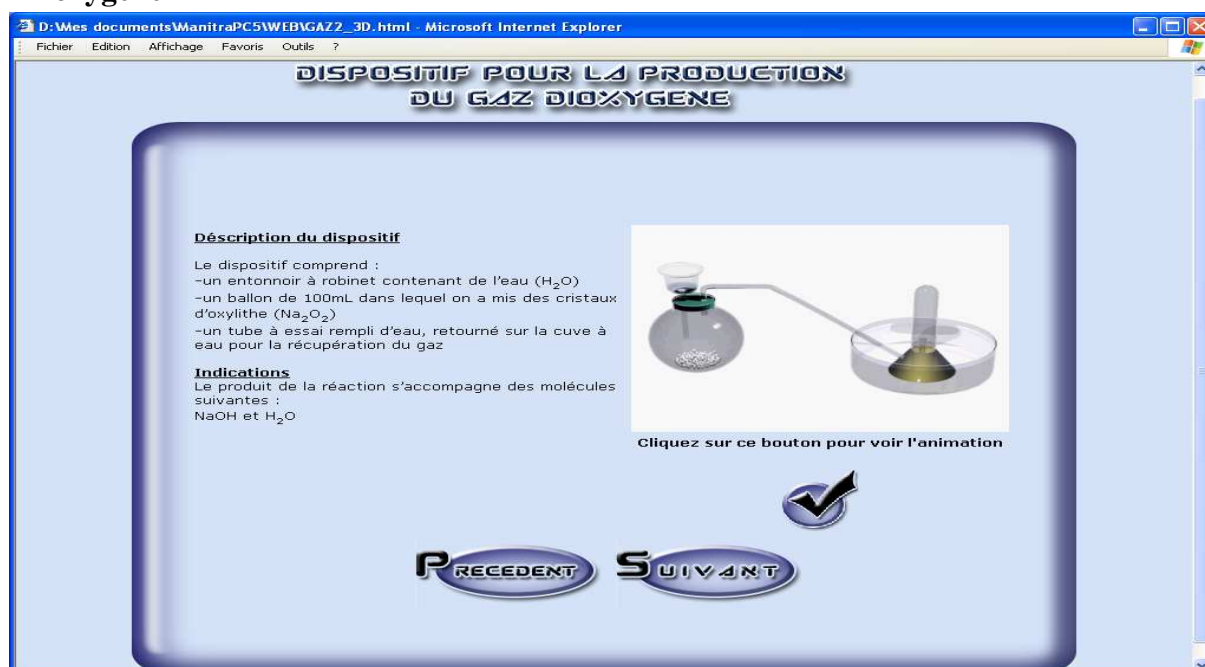 D:\Mes documents\ManitraPC5\WEB\GAZ2_3D.html - Microsoft Internet Explorer
Fichier Edition Affichage Favoris Outils ?
DISPOSITIF POUR LA PRODUCTION
DU GAZ DIOXYGENE
Déscription du dispositif
Le dispositif comprend :
-un entonnoir à robinet contenant de l'eau (H₂O)
-un ballon de 100mL dans lequel on a mis des cristaux
d'oxylithe (Na₂O₂)
-un tube à essai rempli d'eau, retourné sur la cuve à
eau pour la récupération du gaz
Indications
Le produit de la réaction s'accompagne des molécules
suivantes :
NaOH et H₂O
Cliquez sur ce bouton pour voir l'animation
PRECEDENT SUIVANT